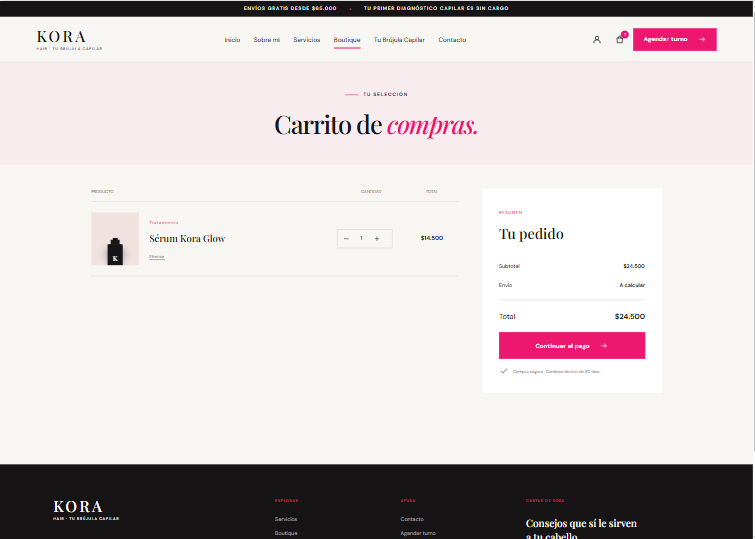 ENVÍOS GRATIS DESDE $65.000 • TU PRIMER DIAGNÓSTICO CAPILAR ES SIN CARGO
KORA
HAIR · TU BRÚJULA CAPILAR
Inicio Sobre mí Servicios Boutique Tu Brújula Capilar Contacto
1
Agendar turno →
TU SELECCIÓN
Carrito de compras.
PRODUCTO CANTIDAD TOTAL
Tratamiento
Sérum Kora Glow
K
− 1 +
$14.500
Eliminar
RESUMEN
Tu pedido
Subtotal $24.500
Envío A calcular
Total $24.500
Continuar al pago →
Compra segura · Cambios dentro de 30 días
KORA
HAIR · TU BRÚJULA CAPILAR
EXPLORAR
Servicios
Boutique
AYUDA
Contacto
Agendar turno
CARTAS DE KORA
Consejos que sí le sirven
a tu cabello